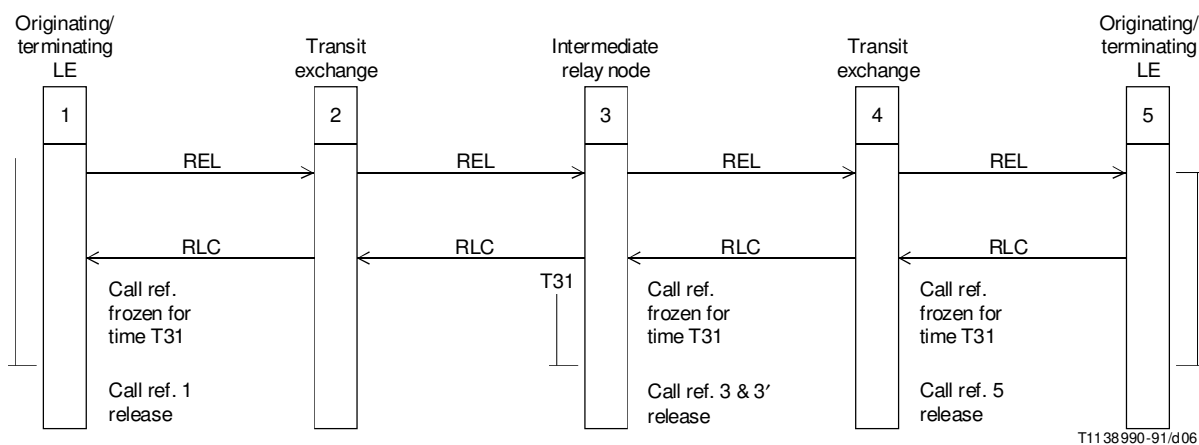 Originating/
terminating
LE
Transit
exchange
Intermediate
relay node
Transit
exchange
Originating/
terminating
LE
1
2
3
4
5
REL
REL
REL
REL
RLC
RLC
RLC
RLC
T31
Call ref.
frozen for
time T31
Call ref.
frozen for
time T31
Call ref.
frozen for
time T31
Call ref. 1
release
Call ref. 3 & 3′
release
Call ref. 5
release
T1138990-91/d06